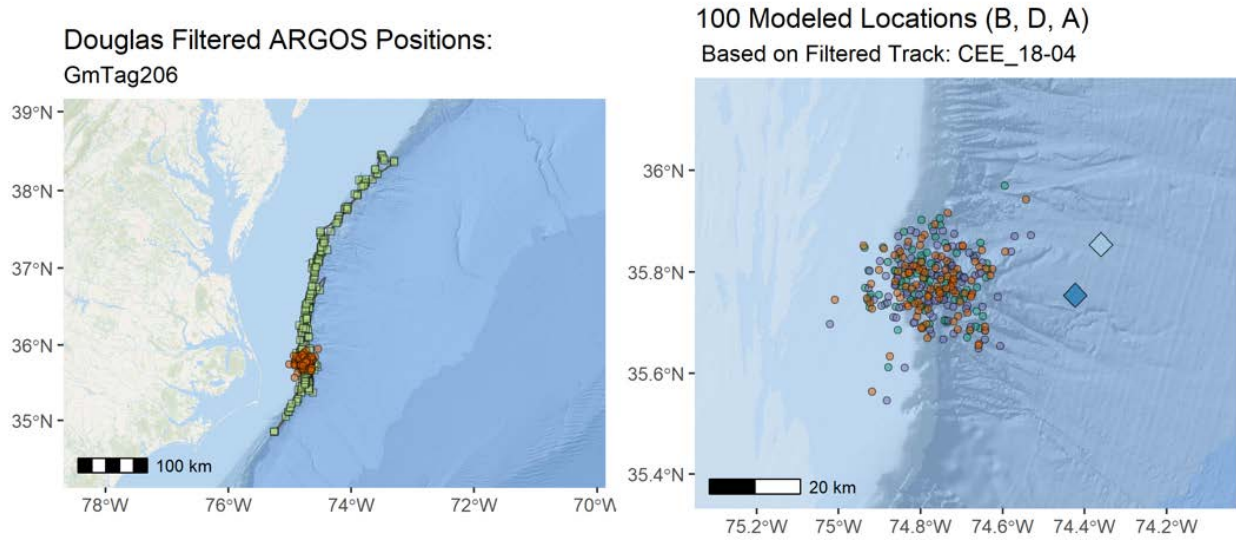 Douglas Filtered ARGOS Positions:
GmTag206
39°N
38°N
37°N
36°N
35°N
100 km
78°W
76°W
74°W
72°W
70°W
100 Modeled Locations (B, D, A)
Based on Filtered Track: CEE_18-04
36°N
35.8°N
35.6°N
35.4°N
20 km
75.2°W
75°W
74.8°W
74.6°W
74.4°W
74.2°W